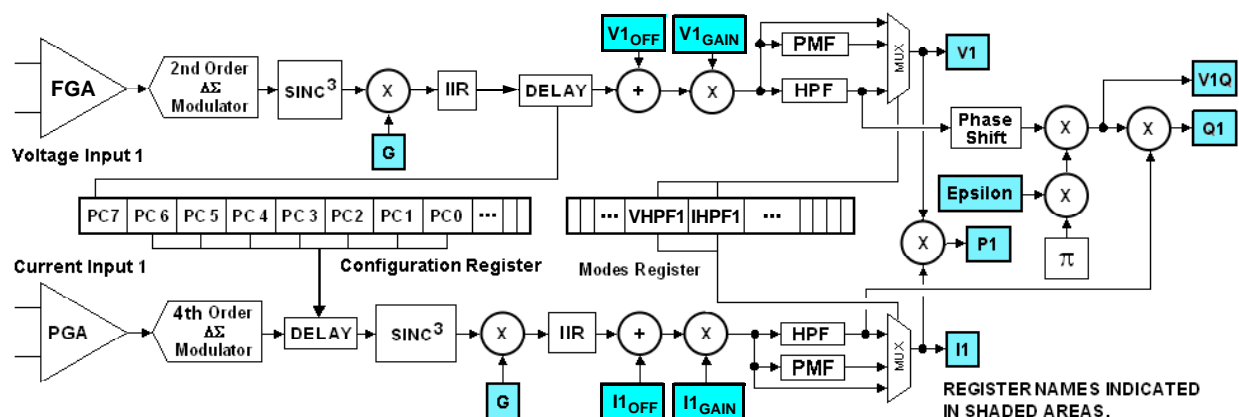 V1OFF
V1GAIN
FGA
2nd Order
ΔΣ
Modulator
SINC3
X
IIR
DELAY
+
X
PMF
HPF
MUX
V1
V1Q
Phase
Shift
X
X
Q1
Voltage Input 1
G
Epsilon
X
π
PC7
PC 6
PC 5
PC 4
PC 3
PC2
PC 1
PC0
...
...
VHPF1
IHPF1
...
X
P1
Current Input 1
Configuration Register
Modes Register
PGA
4th Order
ΔΣ
Modulator
DELAY
SINC3
X
IIR
+
X
HPF
PMF
MUX
I1
G
I1OFF
I1GAIN
REGISTER NAMES INDICATED
IN SHADED AREAS.